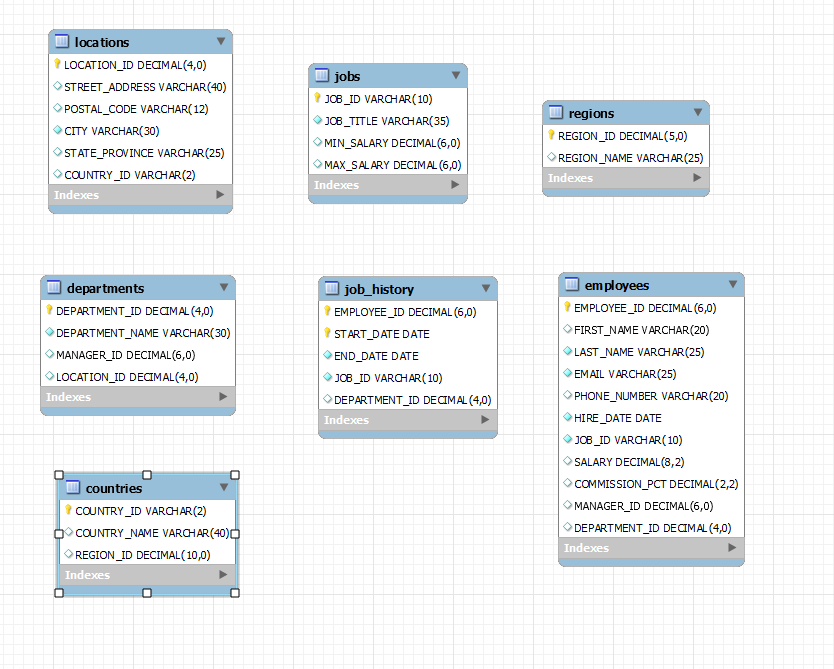 locations
LOCATION_ID DECIMAL(4,0)
STREET_ADDRESS VARCHAR(40)
POSTAL_CODE VARCHAR(12)
CITY VARCHAR(30)
STATE_PROVINCE VARCHAR(25)
COUNTRY_ID VARCHAR(2)
Indexes
jobs
JOB_ID VARCHAR(10)
JOB_TITLE VARCHAR(35)
MIN_SALARY DECIMAL(6,0)
MAX_SALARY DECIMAL(6,0)
Indexes
regions
REGION_ID DECIMAL(5,0)
REGION_NAME VARCHAR(25)
Indexes
departments
DEPARTMENT_ID DECIMAL(4,0)
DEPARTMENT_NAME VARCHAR(30)
MANAGER_ID DECIMAL(6,0)
LOCATION_ID DECIMAL(4,0)
Indexes
job_history
EMPLOYEE_ID DECIMAL(6,0)
START_DATE DATE
END_DATE DATE
JOB_ID VARCHAR(10)
DEPARTMENT_ID DECIMAL(4,0)
Indexes
employees
EMPLOYEE_ID DECIMAL(6,0)
FIRST_NAME VARCHAR(20)
LAST_NAME VARCHAR(25)
EMAIL VARCHAR(25)
PHONE_NUMBER VARCHAR(20)
HIRE_DATE DATE
JOB_ID VARCHAR(10)
SALARY DECIMAL(8,2)
COMMISSION_PCT DECIMAL(2,2)
MANAGER_ID DECIMAL(6,0)
DEPARTMENT_ID DECIMAL(4,0)
Indexes
countries
COUNTRY_ID VARCHAR(2)
COUNTRY_NAME VARCHAR(40)
REGION_ID DECIMAL(10,0)
Indexes